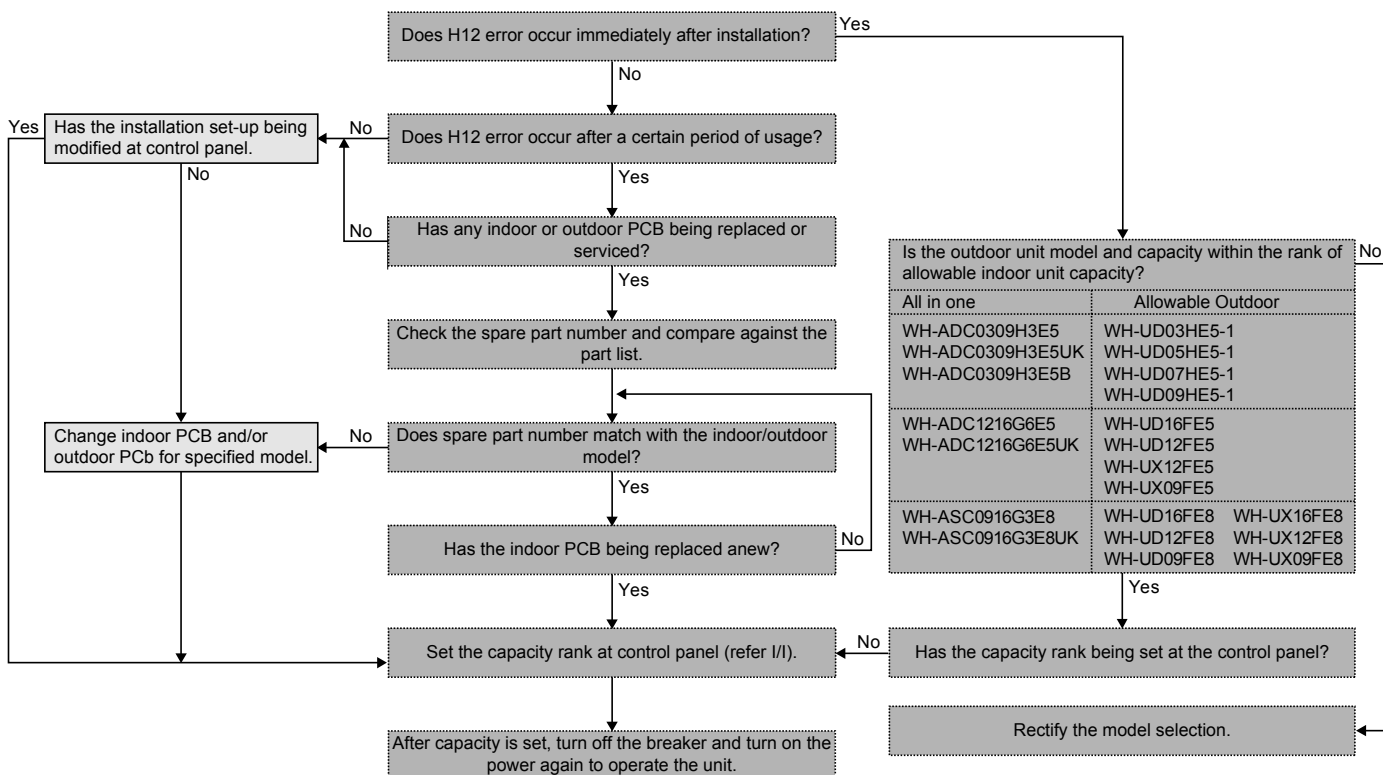 Does H12 error occur immediately after installation?
Yes
No
Yes
Has the installation set-up being
modified at control panel.
No
Does H12 error occur after a certain period of usage?
No
Yes
No
Has any indoor or outdoor PCB being replaced or
serviced?
Yes
Check the spare part number and compare against the
part list.
Change indoor PCB and/or
outdoor PCb for specified model.
No
Does spare part number match with the indoor/outdoor
model?
Yes
Has the indoor PCB being replaced anew?
No
Yes
Set the capacity rank at control panel (refer I/I).
After capacity is set, turn off the breaker and turn on the
power again to operate the unit.
Is the outdoor unit model and capacity within the rank of
allowable indoor unit capacity?
No
All in one Allowable Outdoor
WH-ADC0309H3E5 WH-UD03HE5-1
WH-ADC0309H3E5UK WH-UD05HE5-1
WH-ADC0309H3E5B WH-UD07HE5-1
WH-UD09HE5-1
WH-ADC1216G6E5 WH-UD16FE5
WH-ADC1216G6E5UK WH-UD12FE5
WH-UX12FE5
WH-UX09FE5
WH-ASC0916G3E8 WH-UD16FE8 WH-UX16FE8
WH-ASC0916G3E8UK WH-UD12FE8 WH-UX12FE8
WH-UD09FE8 WH-UX09FE8
Yes
No
Has the capacity rank being set at the control panel?
Rectify the model selection.